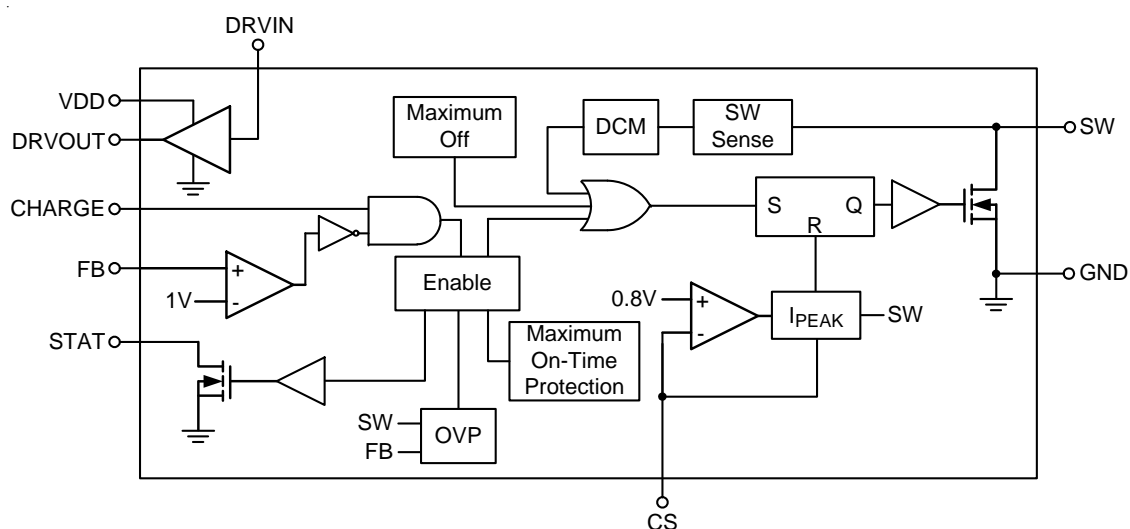 DRVIN
VDD
DRVOUT
CHARGE
FB
1V
+
-
STAT
Maximum
Off
DCM
SW
Sense
SW
S
Q
R
Enable
0.8V
+
-
IPEAK
SW
GND
Maximum
On-Time
Protection
SW
FB
OVP
CS